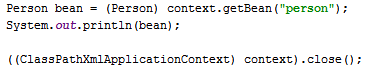 Person bean = (Person) context.getBean("person");
System.out.println(bean);
((ClassPathXmlApplicationContext) context).close();